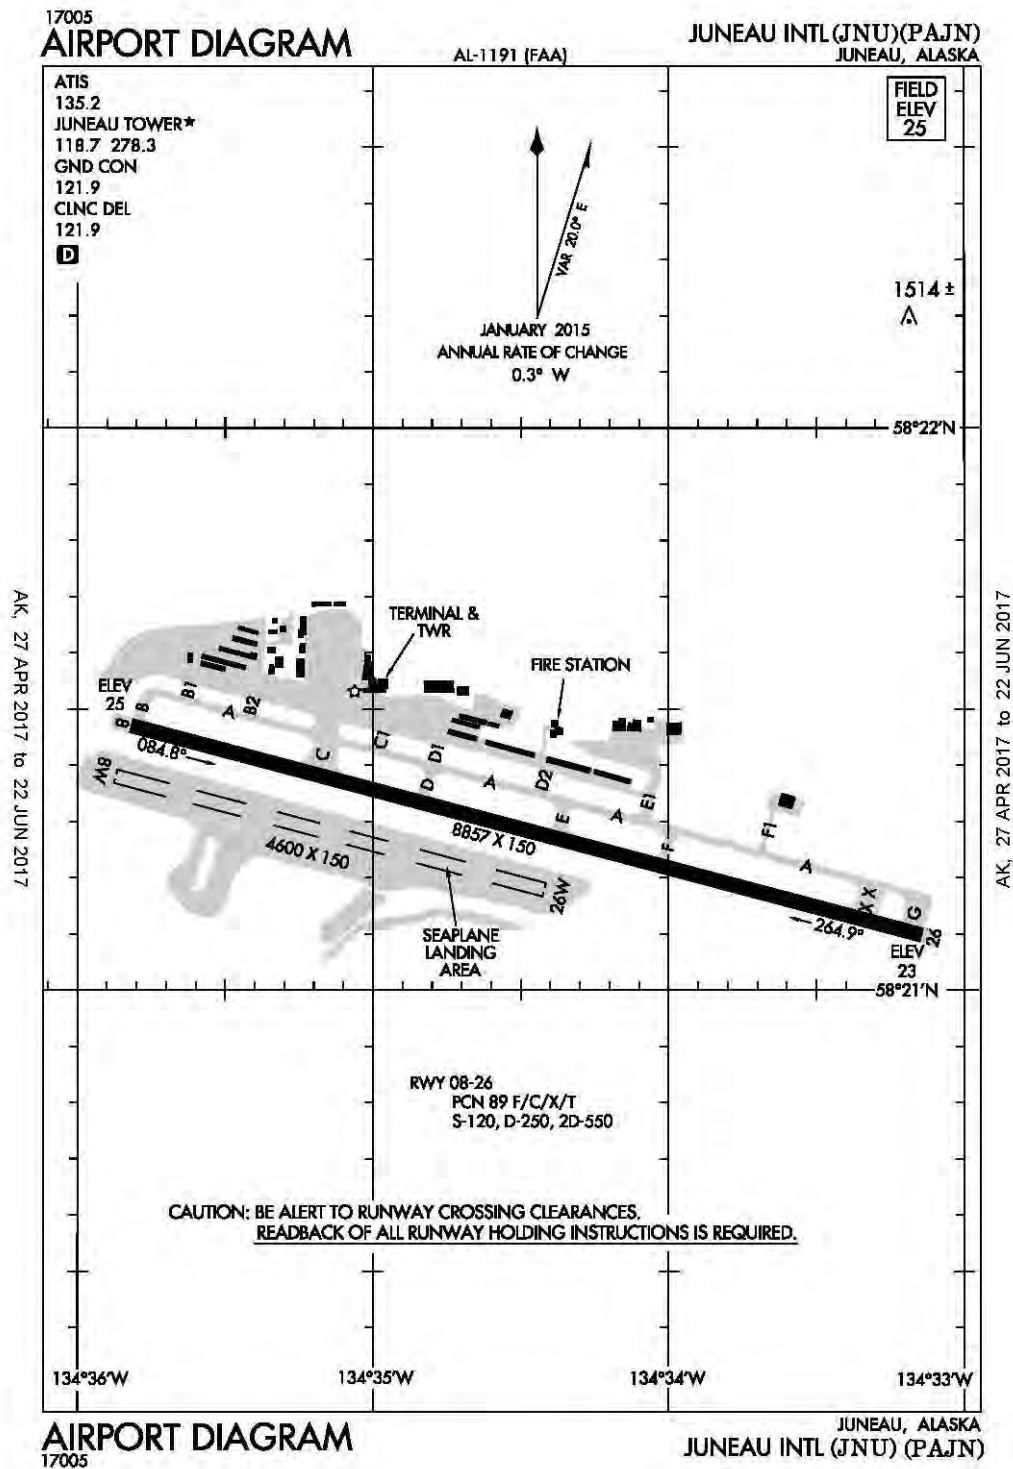 17005
AIRPORT DIAGRAM
AL-1191 (FAA)
JUNEAU INTL (JNU)(PAJN)
JUNEAU, ALASKA
ATIS
135.2
JUNEAU TOWER★
118.7 278.3
GND CON
121.9
CLNC DEL
121.9
D
FIELD
ELEV
25
VAR 20.0° E
JANUARY 2015
ANNUAL RATE OF CHANGE
0.3° W
1514 ±
58°22'N
AK, 27 APR 2017 to 22 JUN 2017
AK, 27 APR 2017 to 22 JUN 2017
TERMINAL &
TWR
FIRE STATION
ELEV
25
8
B
B1
A
B2
C
C1
D
D1
A
D2
E
A
E1
F
F1
A
X X
G
084.8°
8W
4600 X 150
8857 X 150
26W
SEAPLANE
LANDING
AREA
264.9°
26
ELEV
23
58°21'N
RWY 08-26
PCN 89 F/C/X/T
S-120, D-250, 2D-550
CAUTION: BE ALERT TO RUNWAY CROSSING CLEARANCES.
READBACK OF ALL RUNWAY HOLDING INSTRUCTIONS IS REQUIRED.
134°36'W
134°35'W
134°34'W
134°33'W
AIRPORT DIAGRAM
17005
JUNEAU, ALASKA
JUNEAU INTL (JNU) (PAJN)